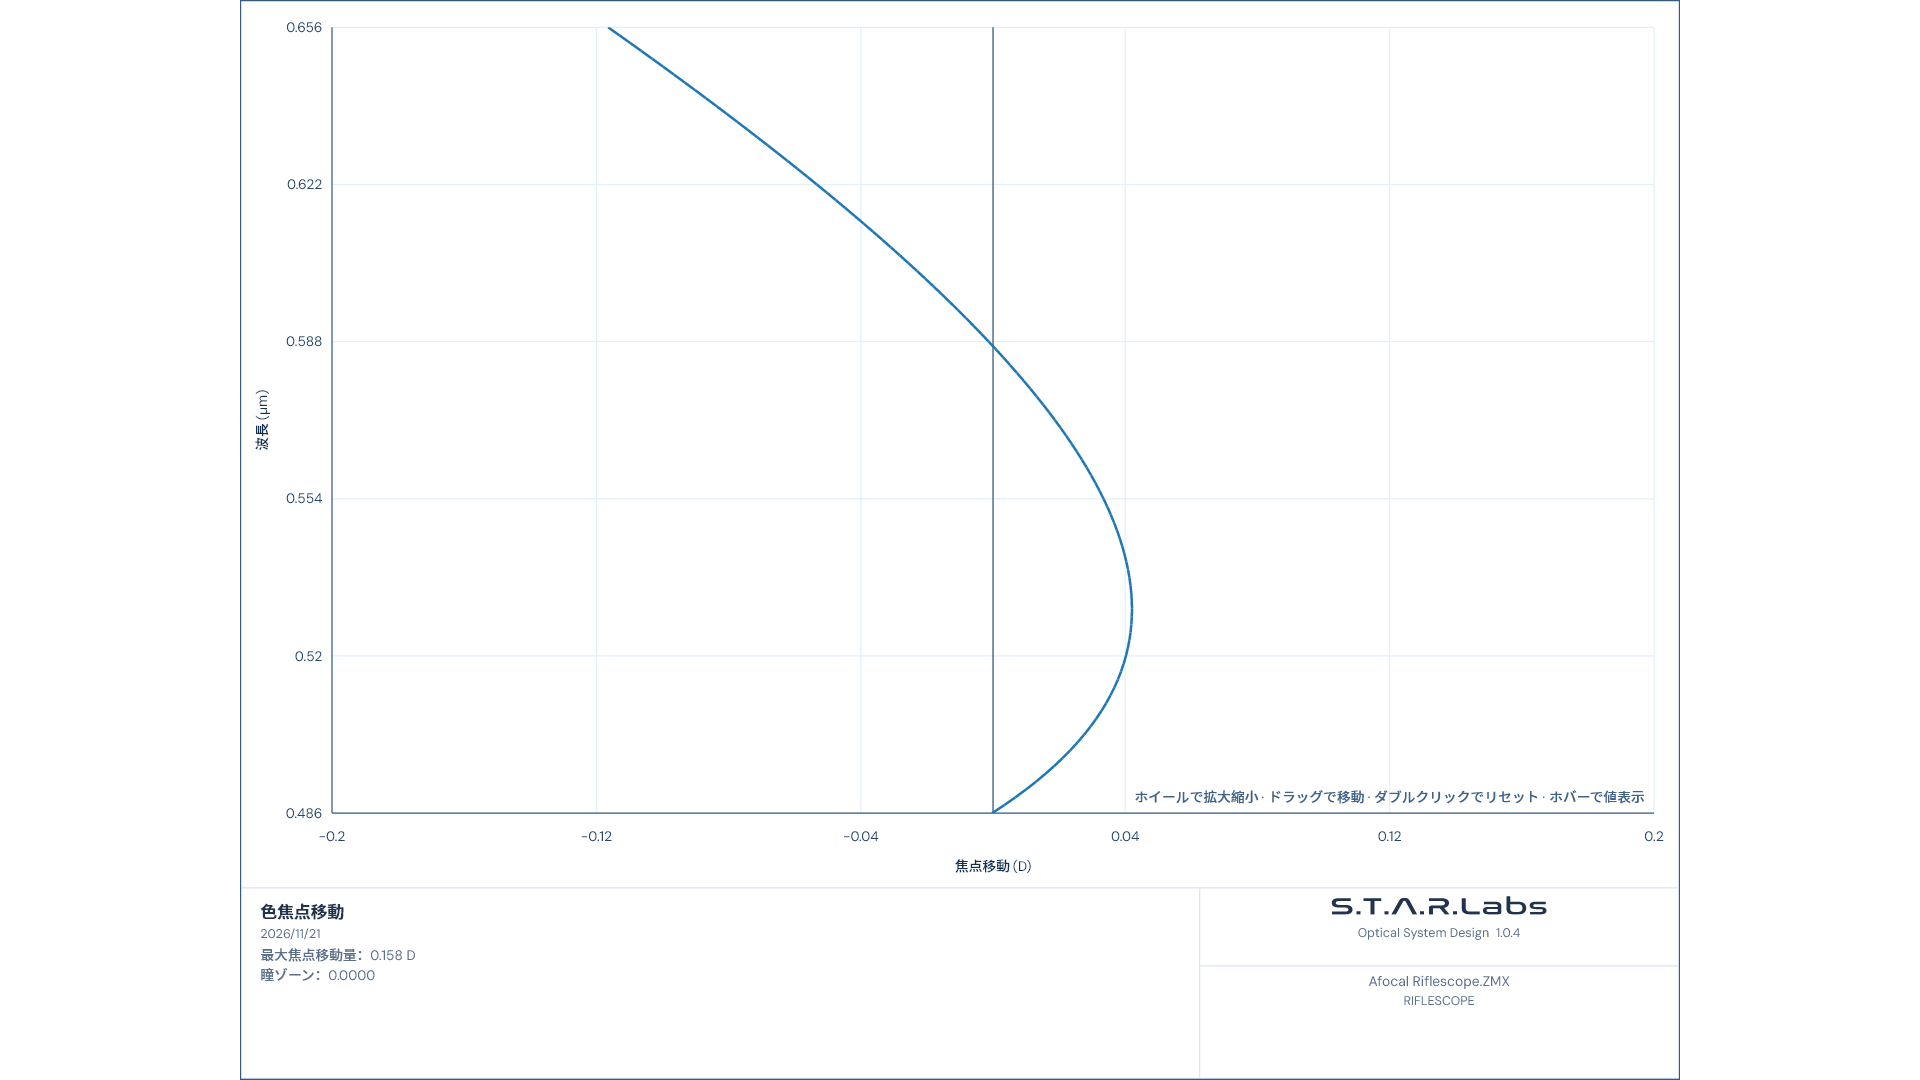 0.656
0.622
0.588
0.554
0.52
0.486
波長 (μm)
-0.2
-0.12
-0.04
0.04
0.12
0.2
焦点移動 (D)
ホイールで拡大縮小 · ドラッグで移動 · ダブルクリックでリセット · ホバーで値表示
色焦点移動
2026/11/21
最大焦点移動量: 0.158 D
瞳ゾーン: 0.0000
S.T.A.R.Labs
Optical System Design 1.0.4
Afocal Riflescope.ZMX
RIFLESCOPE